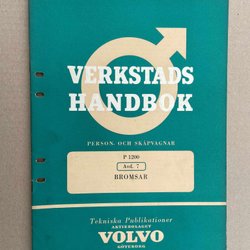 VERKSTADS
HANDBOK
PERSON- OCH SKÅPVAGNAR
P 1200
Avd. 7
BROMSAR
Tekniska Publikationer
AKTIEBOLAGET
VOLVO
GÖTEBORG